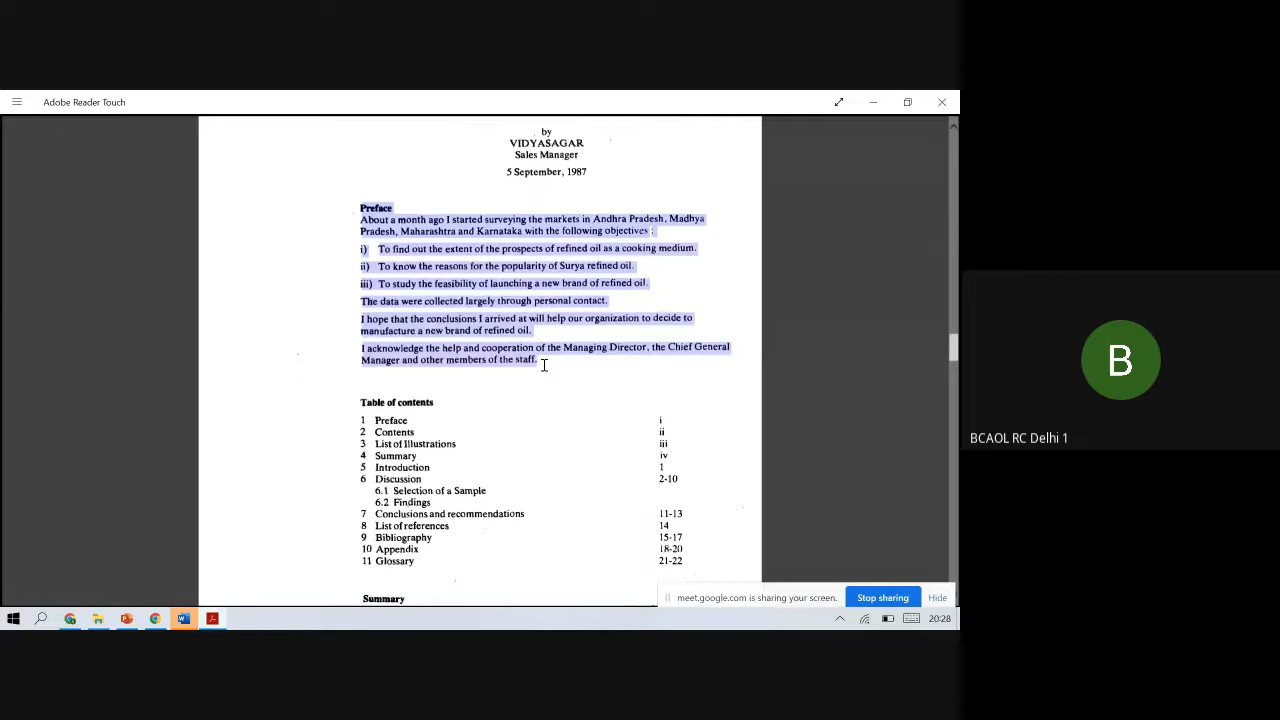 Adobe Reader Touch
by
VIDYASAGAR
Sales Manager
5 September, 1987
Preface
About a month ago I started surveying the markets in Andhra Pradesh, Madhya
Pradesh, Maharashtra and Karnataka with the following objectives :
i) To find out the extent of the prospects of refined oil as a cooking medium.
ii) To know the reasons for the popularity of Surya refined oil.
iii) To study the feasibility of launching a new brand of refined oil.
The data were collected largely through personal contact.
I hope that the conclusions I arrived at will help our organization to decide to
manufacture a new brand of refined oil.
I acknowledge the help and cooperation of the Managing Director, the Chief General
Manager and other members of the staff.
Table of contents
1 Preface i
2 Contents ii
3 List of Illustrations iii
4 Summary iv
5 Introduction 1
6 Discussion 2-10
6.1 Selection of a Sample
6.2 Findings
7 Conclusions and recommendations 11-13
8 List of references 14
9 Bibliography 15-17
10 Appendix 18-20
11 Glossary 21-22
Summary
meet.google.com is sharing your screen.
Stop sharing
Hide
20:28
B
BCAOL RC Delhi 1